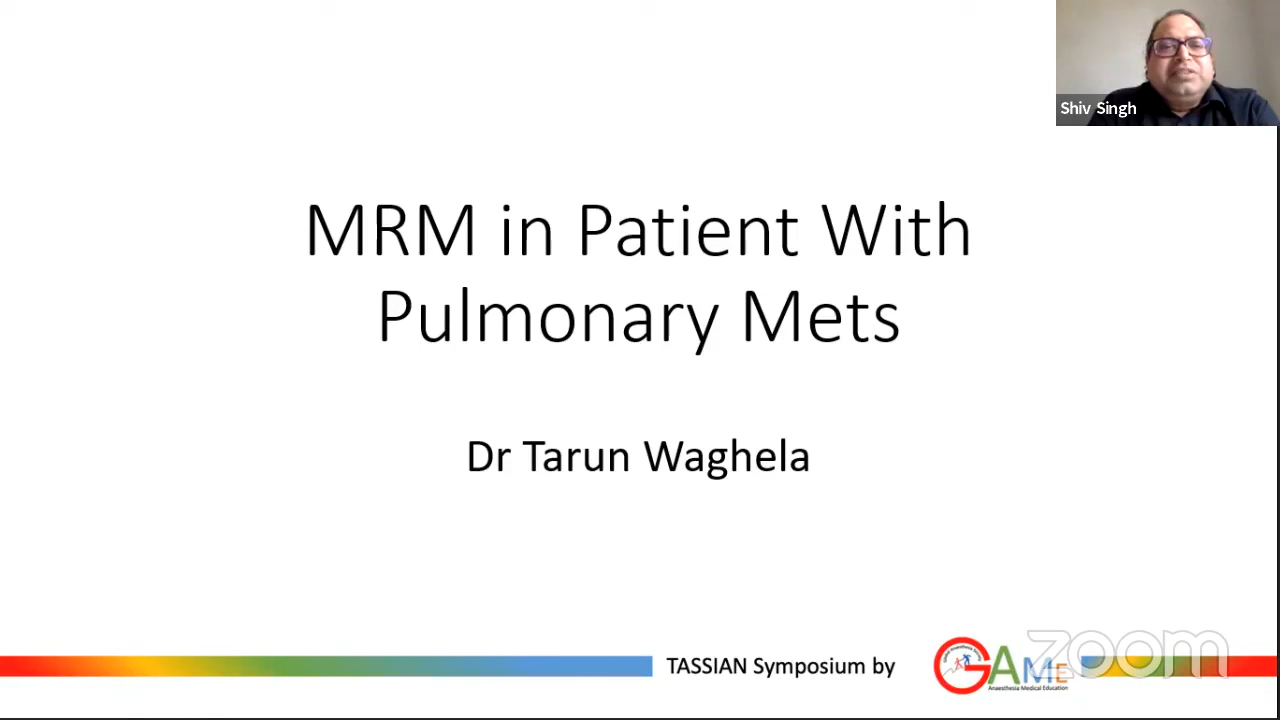 Shiv Singh
MRM in Patient With
Pulmonary Mets
Dr Tarun Waghela
TASSIAN Symposium by
GAME
Anaesthesia Medical Education
zoom